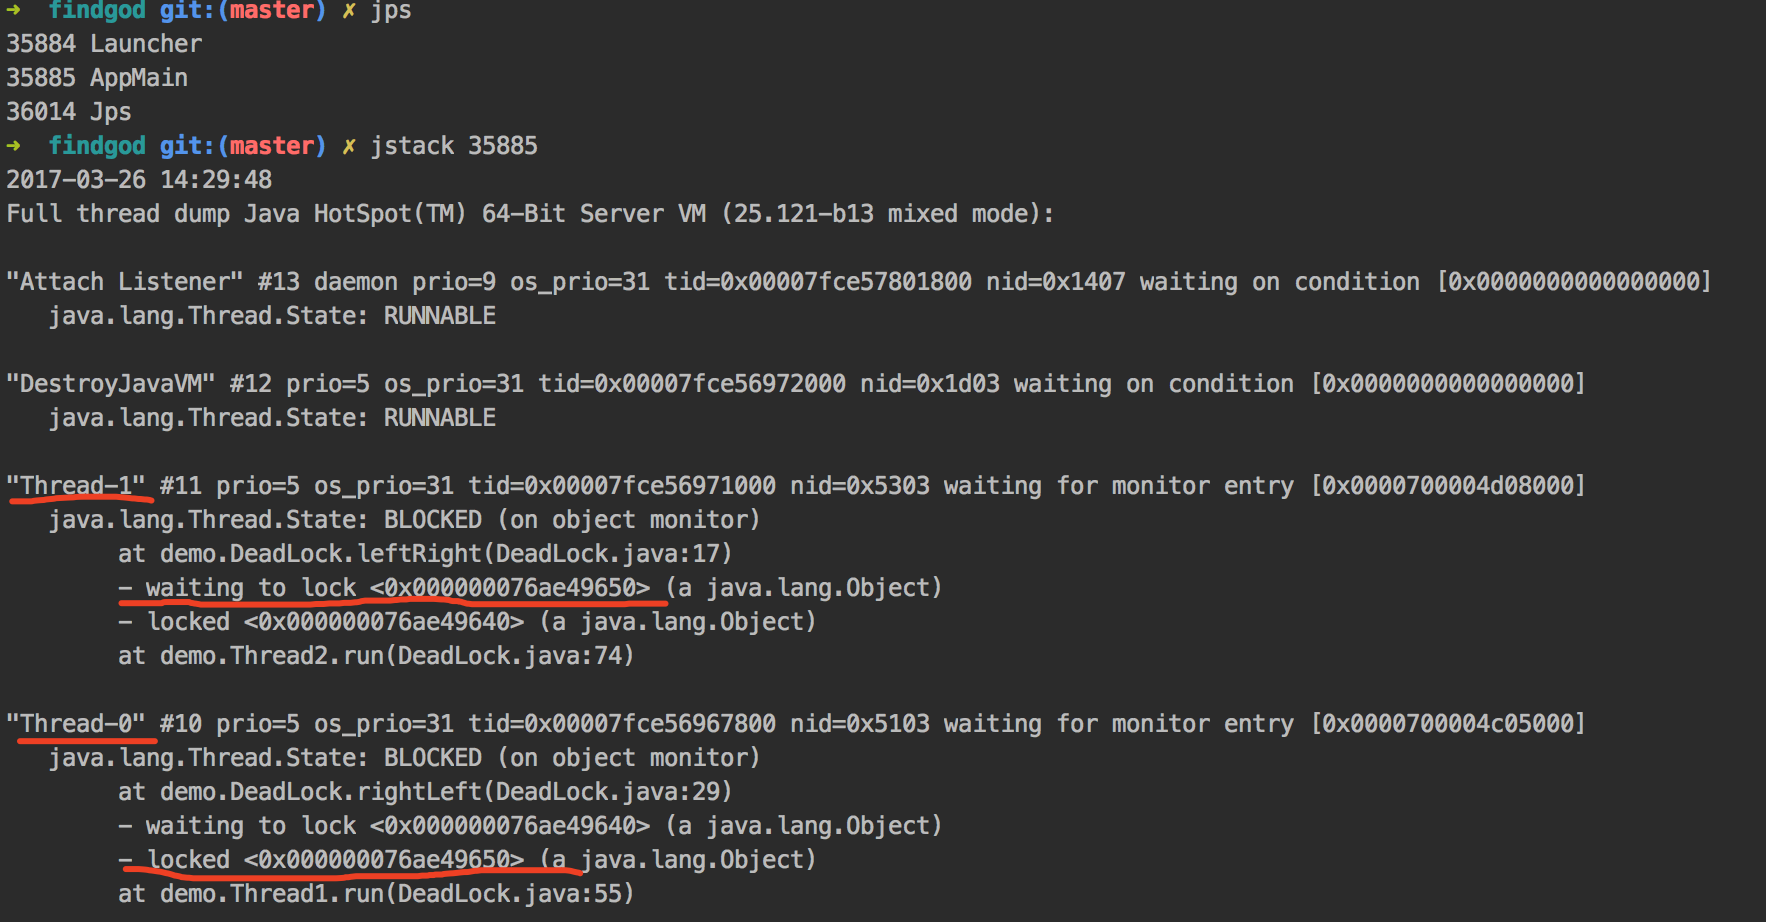 → findgod git:(master) ✗ jps
35884 Launcher
35885 AppMain
36014 Jps
→ findgod git:(master) ✗ jstack 35885
2017-03-26 14:29:48
Full thread dump Java HotSpot(TM) 64-Bit Server VM (25.121-b13 mixed mode):
"Attach Listener" #13 daemon prio=9 os_prio=31 tid=0x00007fce57801800 nid=0x1407 waiting on condition [0x0000000000000000]
java.lang.Thread.State: RUNNABLE
"DestroyJavaVM" #12 prio=5 os_prio=31 tid=0x00007fce56972000 nid=0x1d03 waiting on condition [0x0000000000000000]
java.lang.Thread.State: RUNNABLE
"Thread-1" #11 prio=5 os_prio=31 tid=0x00007fce56971000 nid=0x5303 waiting for monitor entry [0x0000700004d08000]
java.lang.Thread.State: BLOCKED (on object monitor)
at demo.DeadLock.leftRight(DeadLock.java:17)
- waiting to lock <0x000000076ae49650> (a java.lang.Object)
- locked <0x000000076ae49640> (a java.lang.Object)
at demo.Thread2.run(DeadLock.java:74)
"Thread-0" #10 prio=5 os_prio=31 tid=0x00007fce56967800 nid=0x5103 waiting for monitor entry [0x0000700004c05000]
java.lang.Thread.State: BLOCKED (on object monitor)
at demo.DeadLock.rightLeft(DeadLock.java:29)
- waiting to lock <0x000000076ae49640> (a java.lang.Object)
- locked <0x000000076ae49650> (a java.lang.Object)
at demo.Thread1.run(DeadLock.java:55)